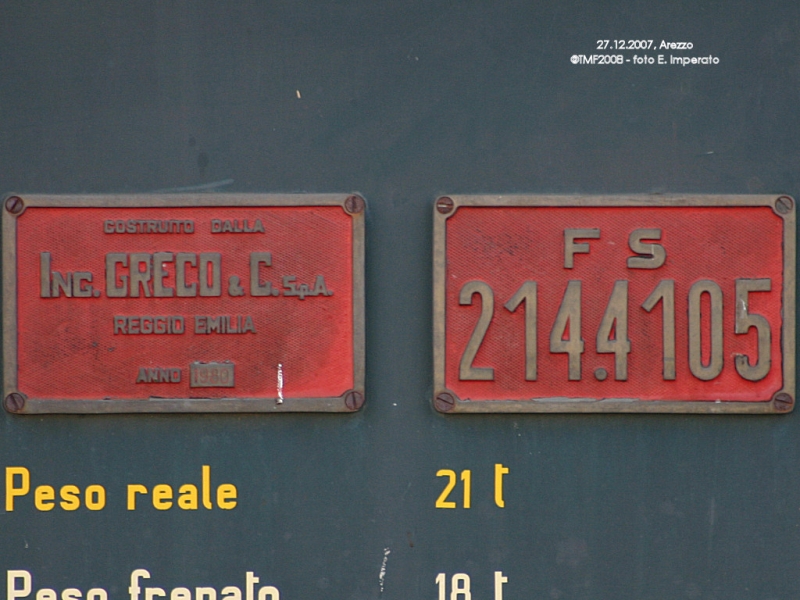 27.12.2007, Arezzo
©TMF2008 - foto E. Imperato
COSTRUITO DALLA
ING. GRECO & C. S.p.A.
REGGIO EMILIA
ANNO
FS
214.4105
Peso reale 21 t
Peso frenato 18 t